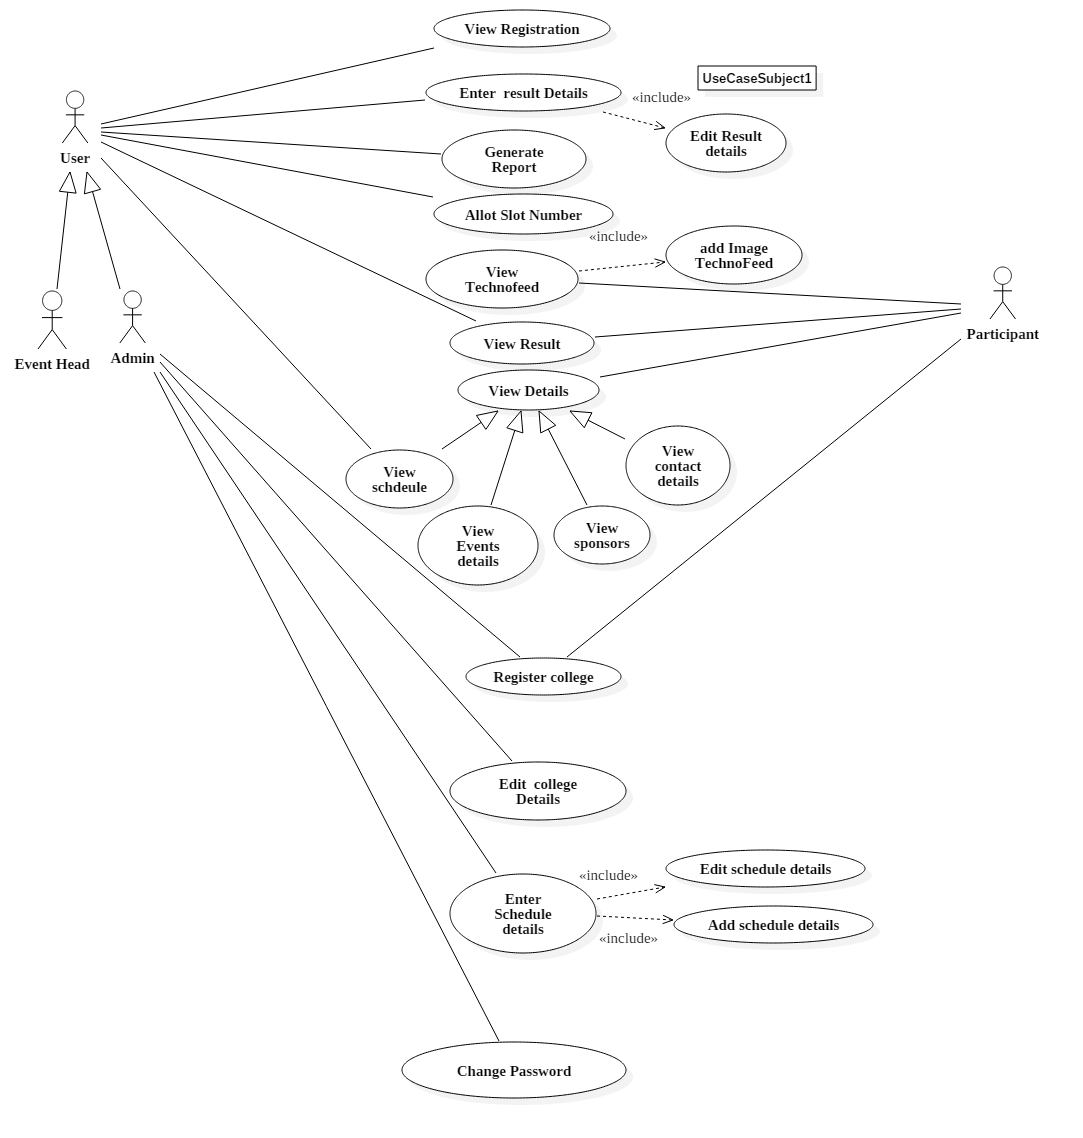 View Registration
UseCaseSubject1
Enter  result Details
«include»
Edit Result
details
User
Generate
Report
Allot Slot Number
«include»
add Image
TechnoFeed
View
Technofeed
Participant
View Result
Event Head
Admin
View Details
View
schdeule
View
contact
details
View
Events
details
View
sponsors
Register college
Edit  college
Details
«include»
Edit schedule details
Enter
Schedule
details
Add schedule details
«include»
Change Password